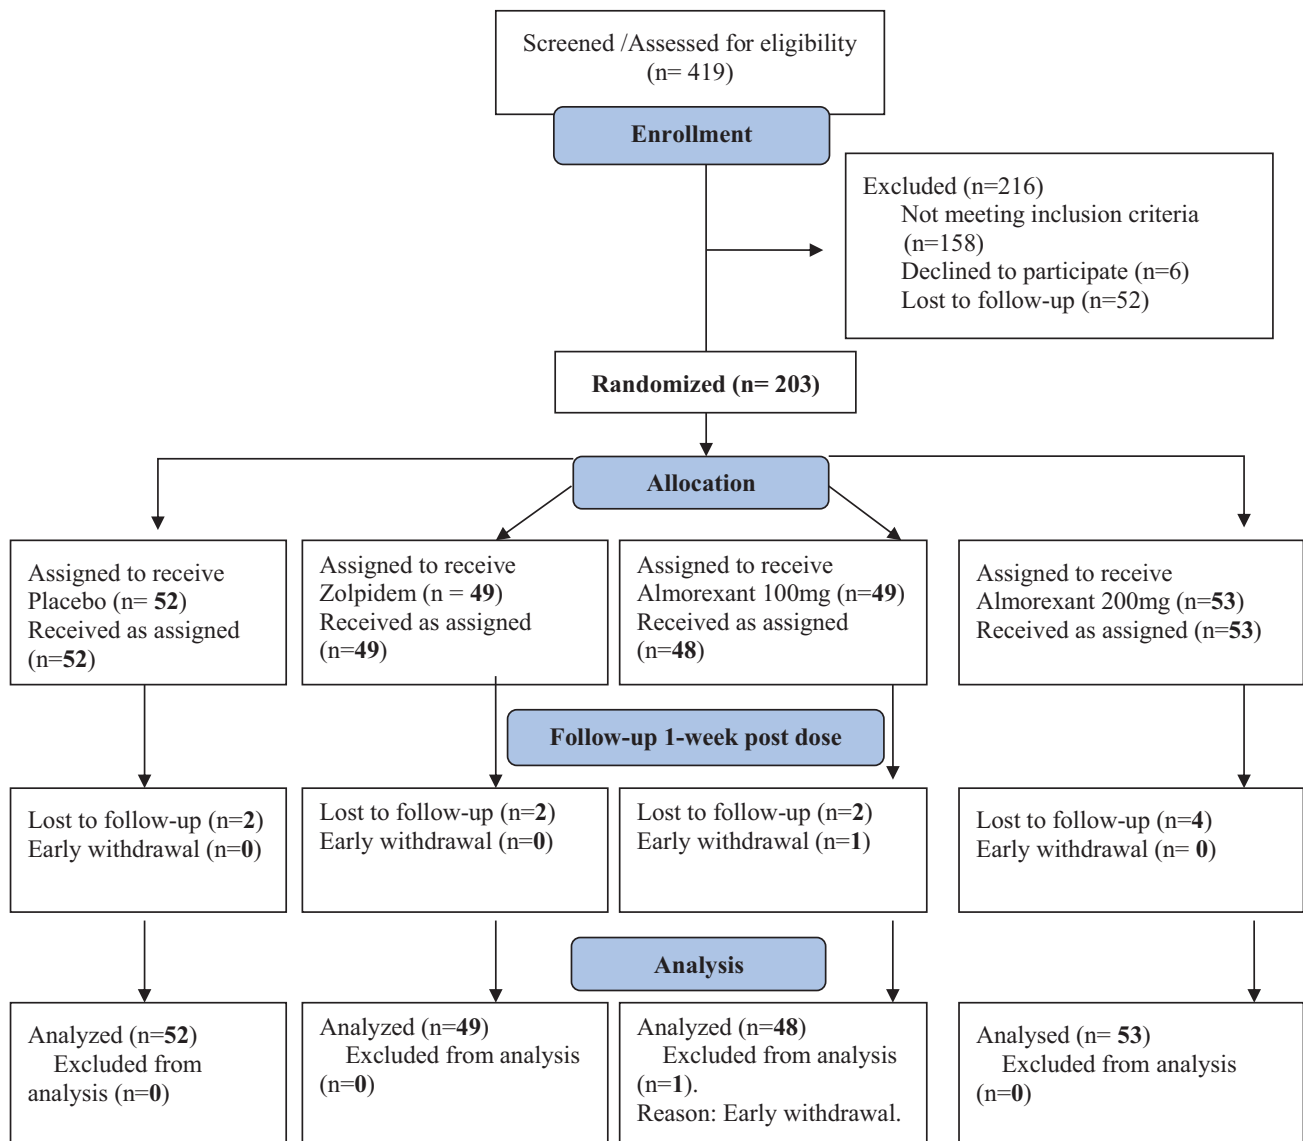 Screened /Assessed for eligibility
(n= 419)
Enrollment
Excluded (n=216)
Not meeting inclusion criteria
(n=158)
Declined to participate (n=6)
Lost to follow-up (n=52)
Randomized (n= 203)
Allocation
Assigned to receive
Placebo (n= 52)
Received as assigned
(n=52)
Assigned to receive
Zolpidem (n = 49)
Received as assigned
(n=49)
Assigned to receive
Almorexant 100mg (n=49)
Received as assigned
(n=48)
Assigned to receive
Almorexant 200mg (n=53)
Received as assigned (n=53)
Follow-up 1-week post dose
Lost to follow-up (n=2)
Early withdrawal (n=0)
Lost to follow-up (n=2)
Early withdrawal (n=0)
Lost to follow-up (n=2)
Early withdrawal (n=1)
Lost to follow-up (n=4)
Early withdrawal (n= 0)
Analysis
Analyzed (n=52)
Excluded from
analysis (n=0)
Analyzed (n=49)
Excluded from analysis
(n=0)
Analyzed (n=48)
Excluded from analysis
(n=1).
Reason: Early withdrawal.
Analysed (n= 53)
Excluded from analysis
(n=0)